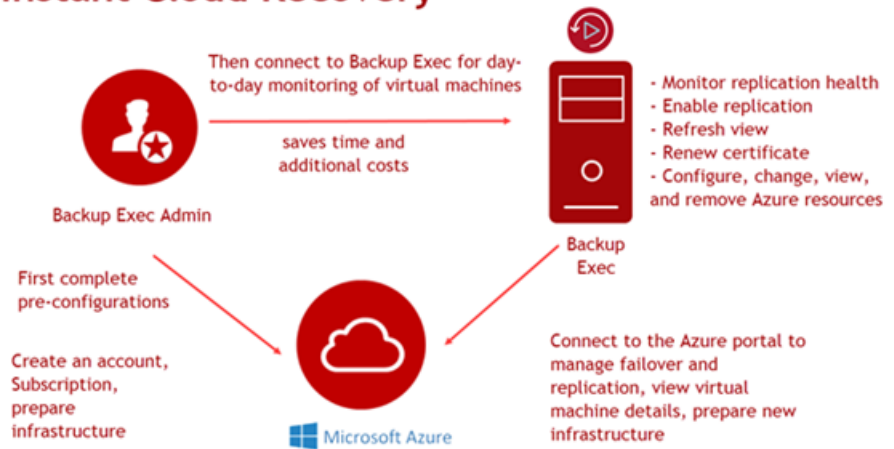 Instant Cloud Recovery
Then connect to Backup Exec for day-
to-day monitoring of virtual machines
saves time and
additional costs
- Monitor replication health
- Enable replication
- Refresh view
- Renew certificate
- Configure, change, view,
and remove Azure resources
Backup Exec Admin
Backup
Exec
First complete
pre-configurations
Create an account,
Subscription,
prepare
infrastructure
Microsoft Azure
Connect to the Azure portal to
manage failover and
replication, view virtual
machine details, prepare new
infrastructure